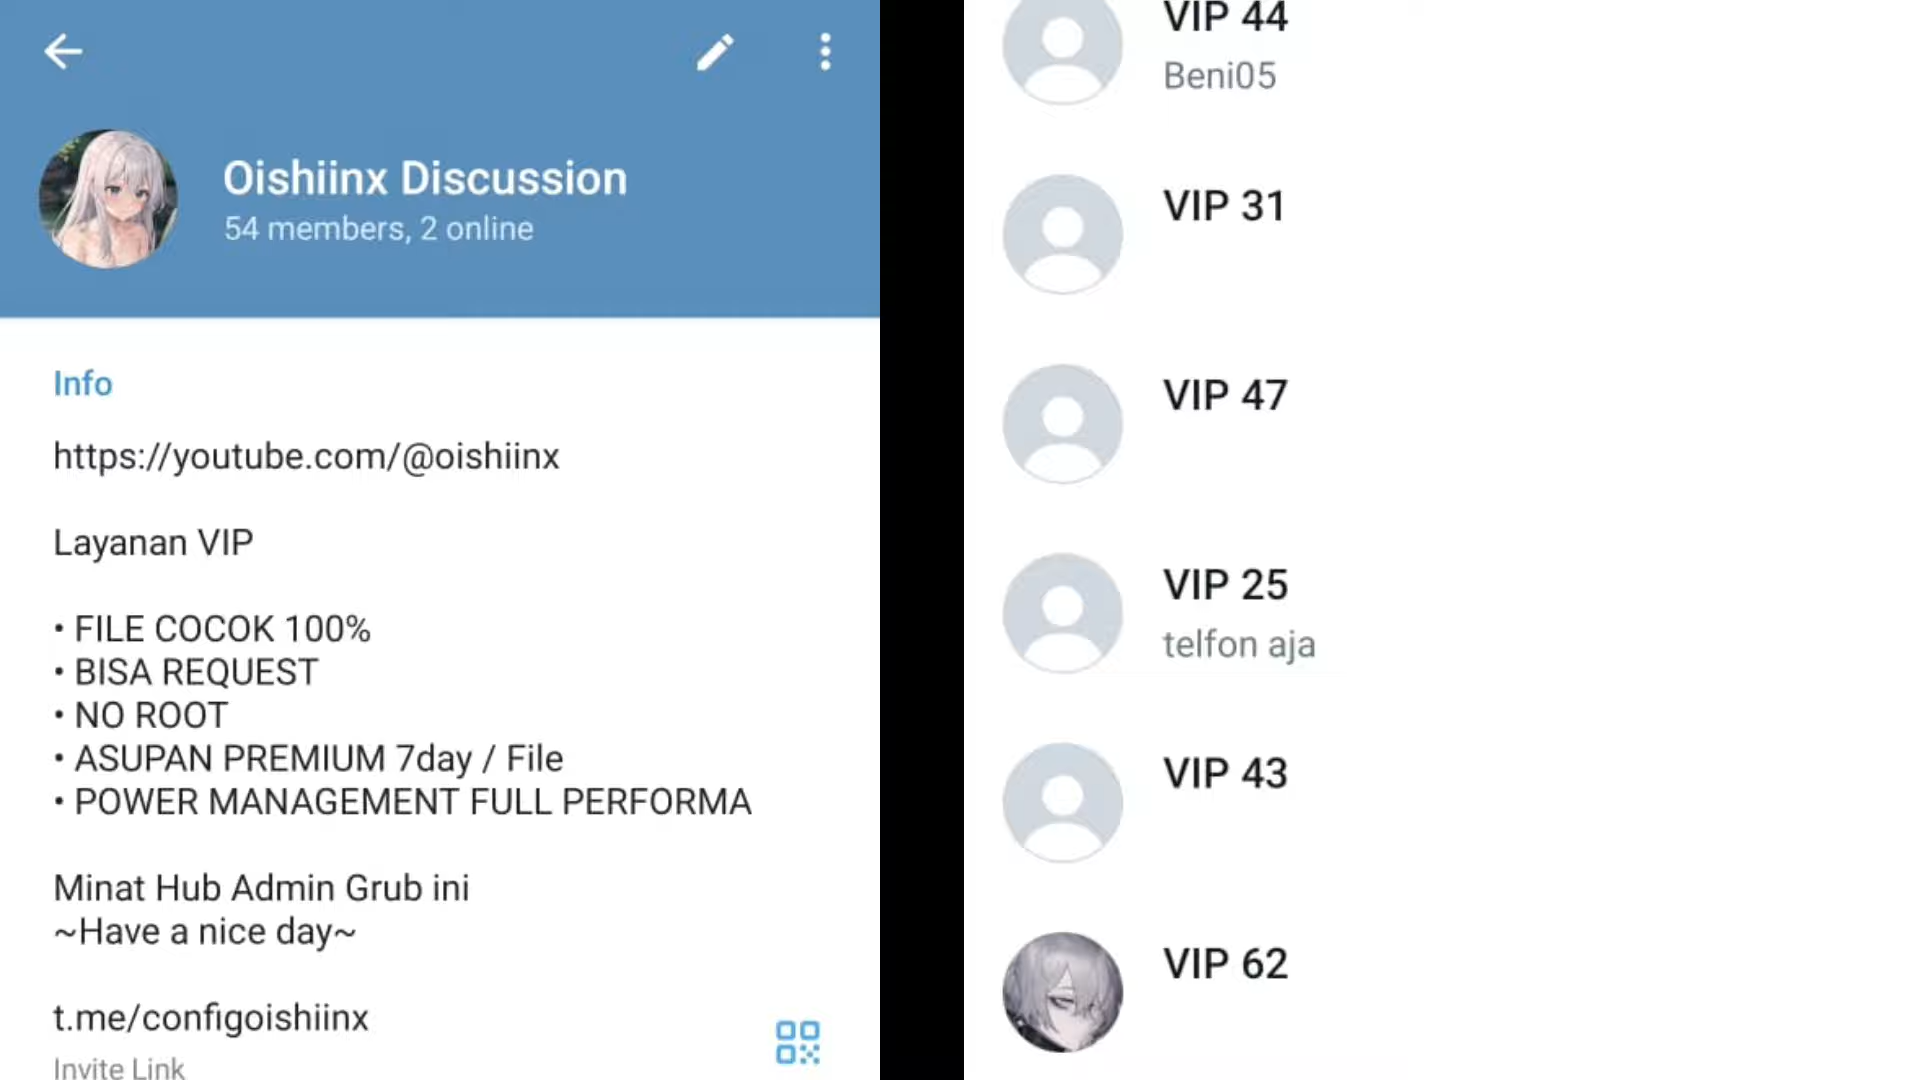 Oishiinx Discussion
54 members, 2 online
Info
https://youtube.com/@oishiinx
Layanan VIP
• FILE COCOK 100%
• BISA REQUEST
• NO ROOT
• ASUPAN PREMIUM 7day / File
• POWER MANAGEMENT FULL PERFORMA
Minat Hub Admin Grub ini
~Have a nice day~
t.me/configoishiinx
Invite Link
VIP 44
Beni05
VIP 31
VIP 47
VIP 25
telfon aja
VIP 43
VIP 62